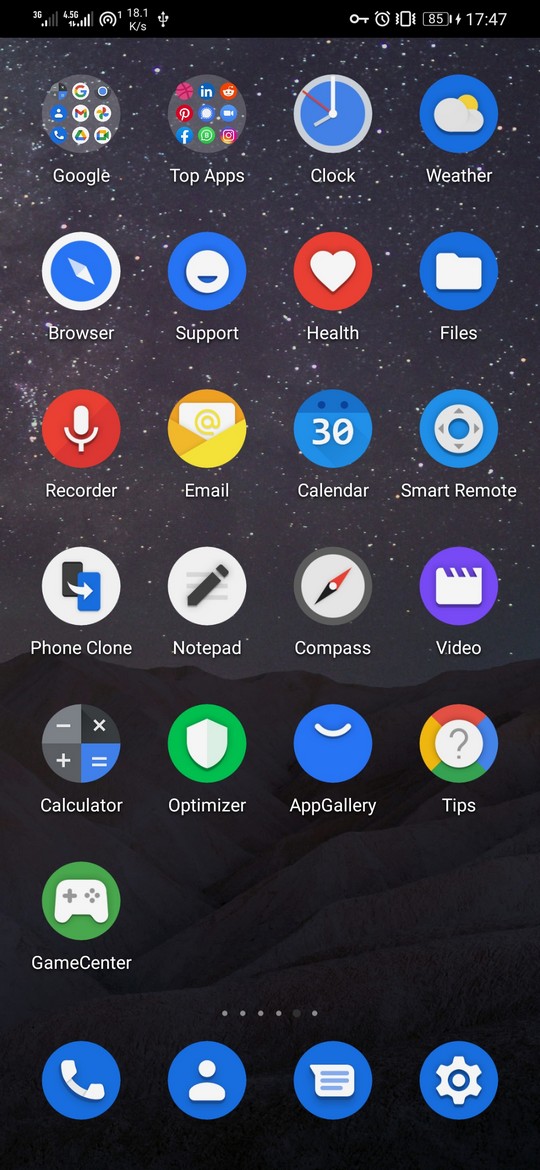 3G 4.5G 1 18.1 K/s 85 17:47
Google Top Apps Clock Weather
Browser Support Health Files
30
Recorder Email Calendar Smart Remote
Phone Clone Notepad Compass Video
Calculator Optimizer AppGallery Tips
GameCenter